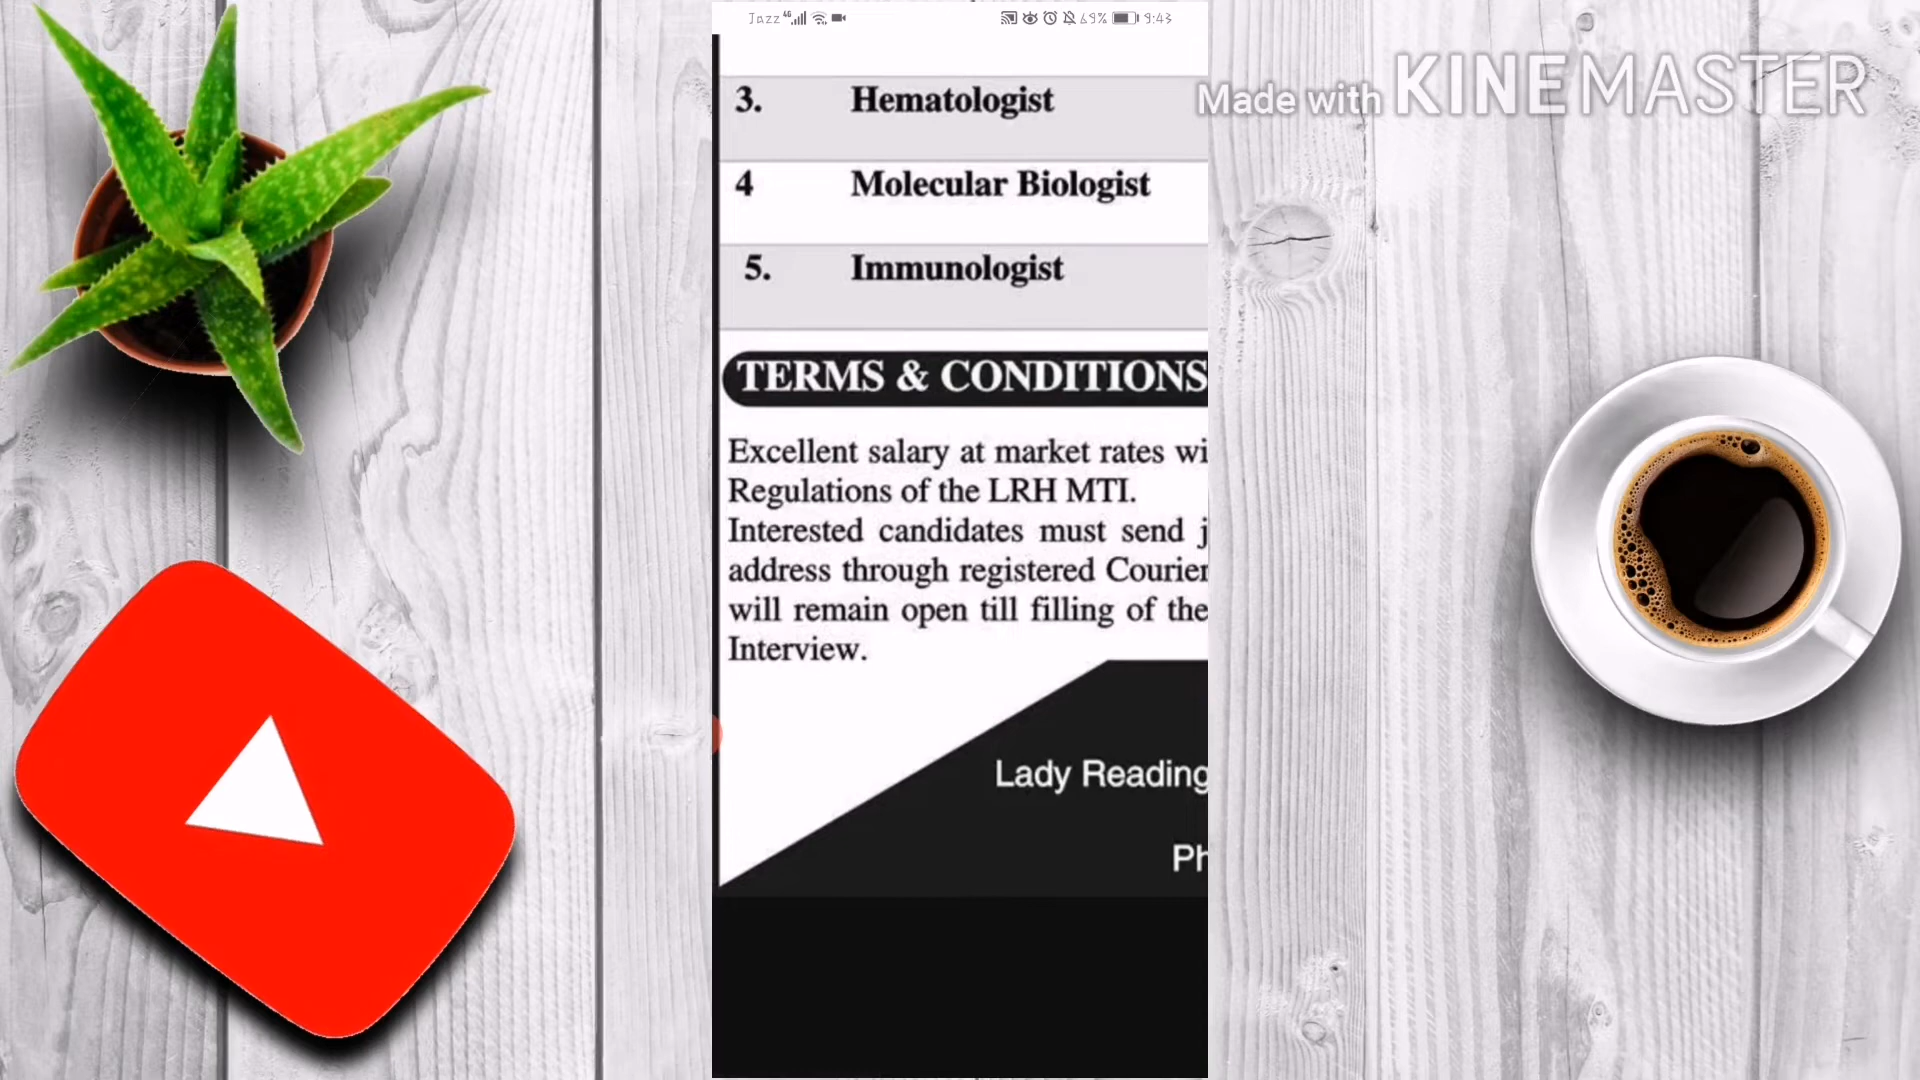 Jazz 4G 69% 9:43
Made with KINEMASTER
3. Hematologist
4 Molecular Biologist
5. Immunologist
TERMS & CONDITIONS
Excellent salary at market rates wi
Regulations of the LRH MTI.
Interested candidates must send j
address through registered Courier
will remain open till filling of the
Interview.
Lady Reading
Ph